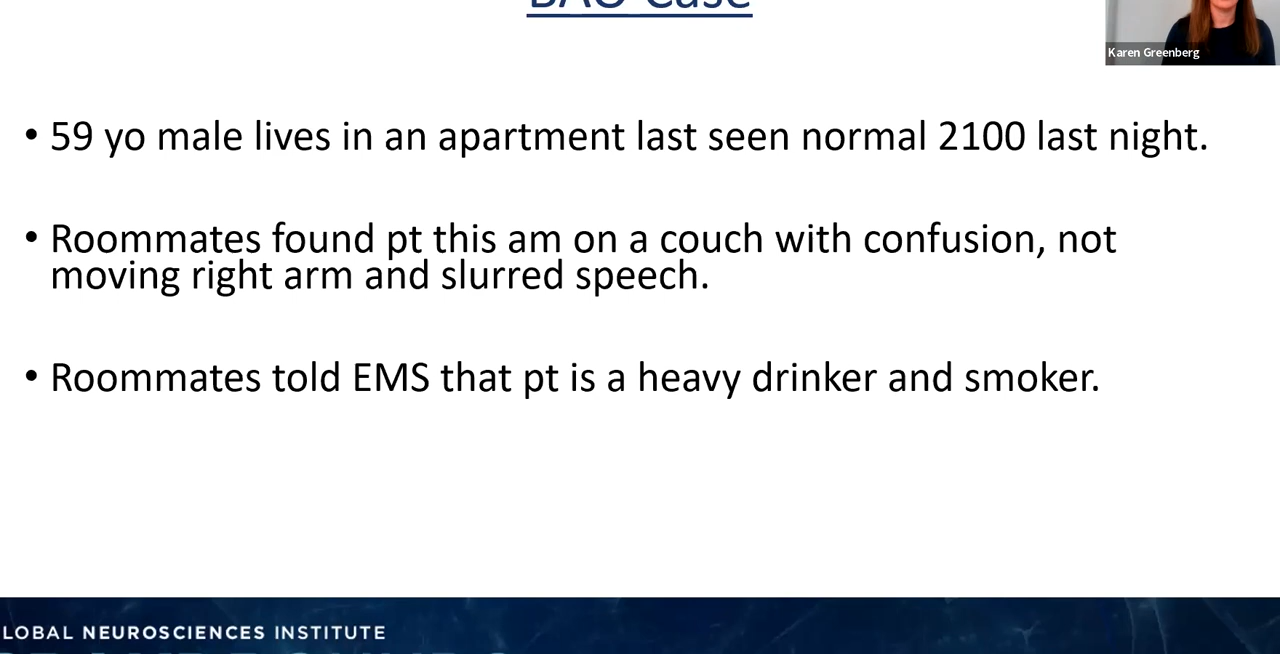 BAO Case
Karen Greenberg
• 59 yo male lives in an apartment last seen normal 2100 last night.
• Roommates found pt this am on a couch with confusion, not
moving right arm and slurred speech.
• Roommates told EMS that pt is a heavy drinker and smoker.
LOBAL NEUROSCIENCES INSTITUTE